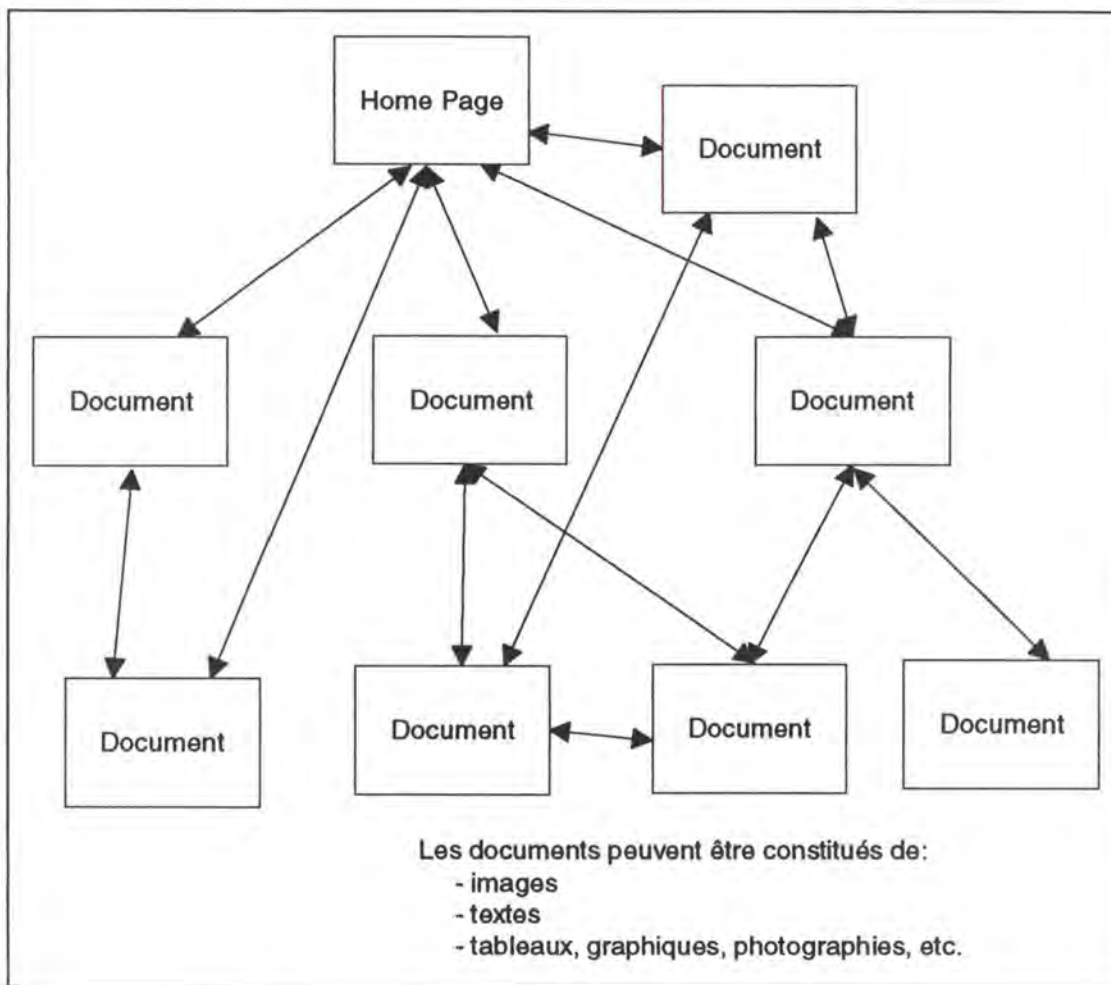 Home Page
Document
Document
Document
Document
Document
Document
Document
Document
Les documents peuvent être constitués de:
- images
- textes
- tableaux, graphiques, photographies, etc.